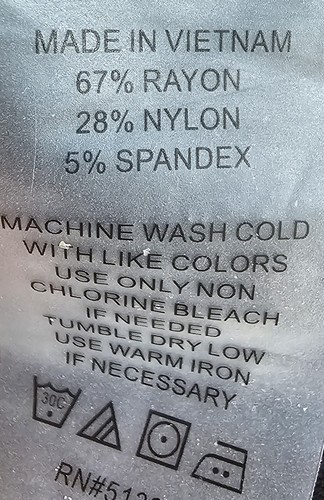 MADE IN VIETNAM
67% RAYON
28% NYLON
5% SPANDEX
MACHINE WASH COLD
WITH LIKE COLORS
USE ONLY NON
CHLORINE BLEACH
IF NEEDED
TUMBLE DRY LOW
USE WARM IRON
IF NECESSARY
30C